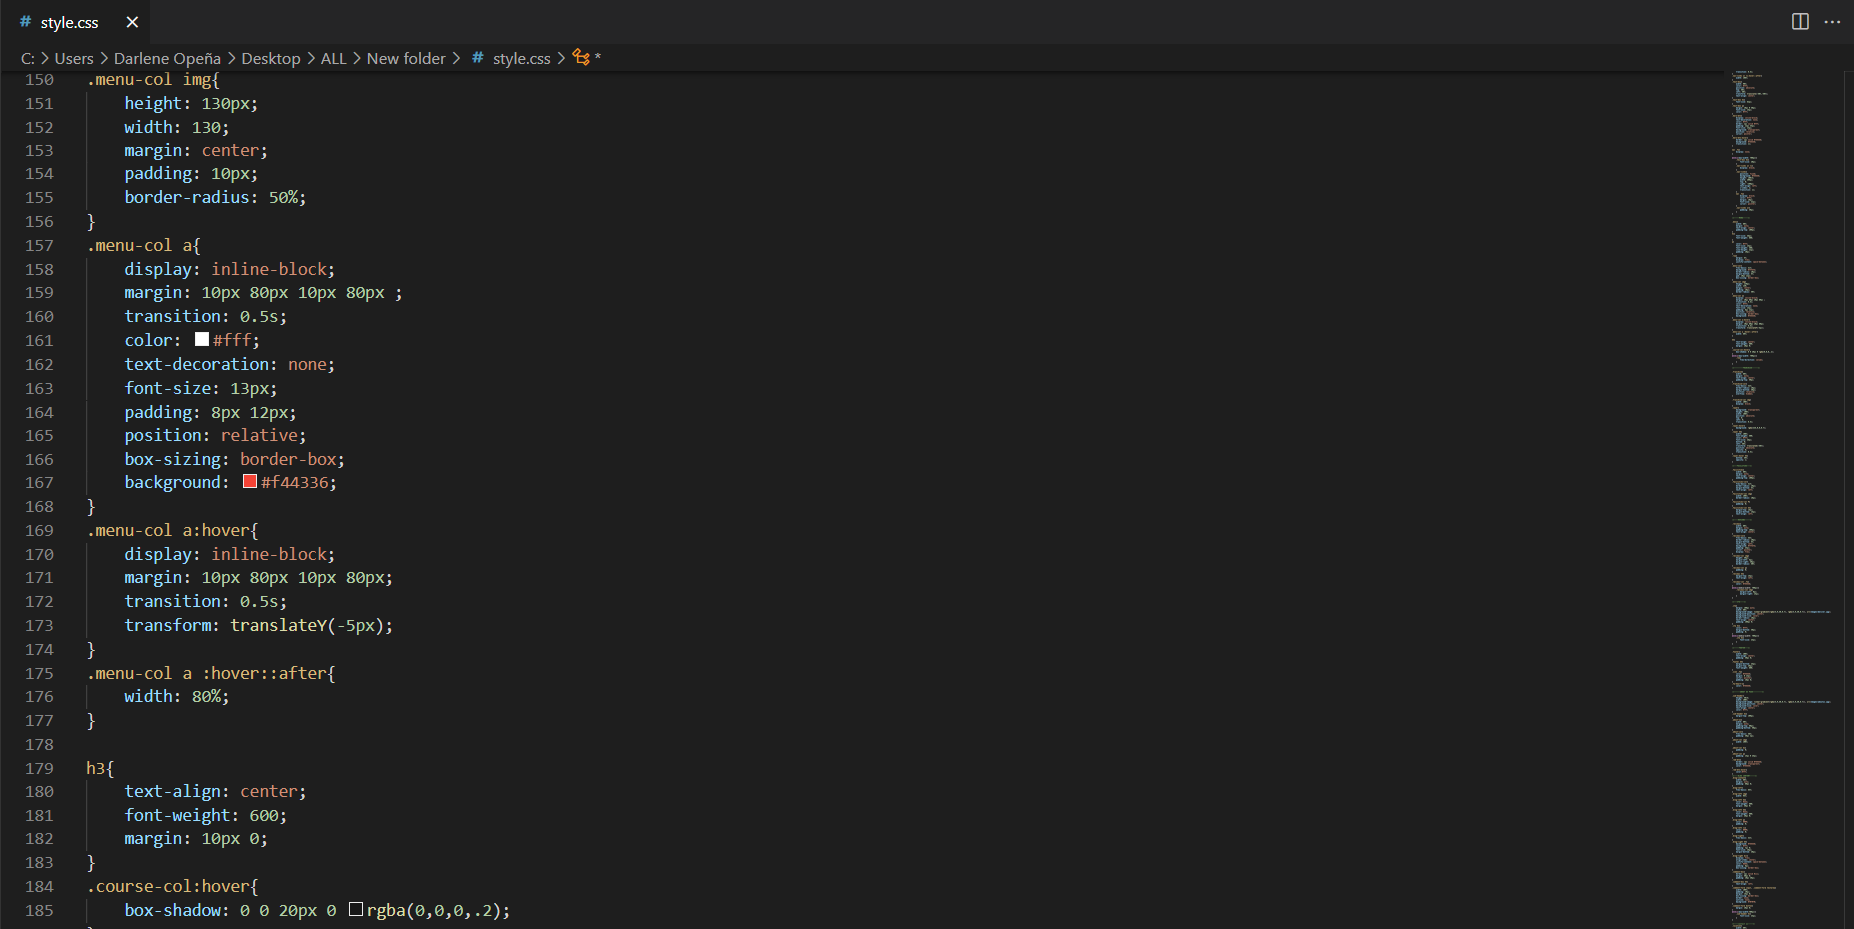 # style.css ×
C: > Users > Darlene Opeña > Desktop > ALL > New folder > # style.css > *
150 .menu-col img{
151 height: 130px;
152 width: 130;
153 margin: center;
154 padding: 10px;
155 border-radius: 50%;
156 }
157 .menu-col a{
158 display: inline-block;
159 margin: 10px 80px 10px 80px ;
160 transition: 0.5s;
161 color: #fff;
162 text-decoration: none;
163 font-size: 13px;
164 padding: 8px 12px;
165 position: relative;
166 box-sizing: border-box;
167 background: #f44336;
168 }
169 .menu-col a:hover{
170 display: inline-block;
171 margin: 10px 80px 10px 80px;
172 transition: 0.5s;
173 transform: translateY(-5px);
174 }
175 .menu-col a :hover::after{
176 width: 80%;
177 }
178
179 h3{
180 text-align: center;
181 font-weight: 600;
182 margin: 10px 0;
183 }
184 .course-col:hover{
185 box-shadow: 0 0 20px 0 rgba(0,0,0,.2);